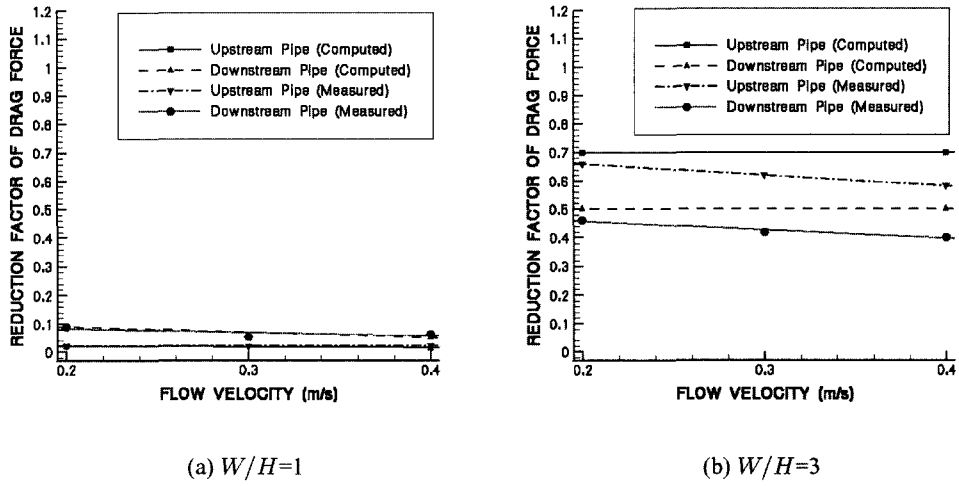 REDUCTION FACTOR OF DRAG FORCE
1.2
1.1
1
0.9
0.8
0.7
0.6
0.5
0.4
0.3
0.2
0.1
0
Upstream Pipe (Computed)
Downstream Pipe (Computed)
Upstream Pipe (Measured)
Downstream Pipe (Measured)
0.2 0.3 0.4
FLOW VELOCITY (m/s)
(a) W/H=1
REDUCTION FACTOR OF DRAG FORCE
1.2
1.1
1
0.9
0.8
0.7
0.6
0.5
0.4
0.3
0.2
0.1
0
Upstream Pipe (Computed)
Downstream Pipe (Computed)
Upstream Pipe (Measured)
Downstream Pipe (Measured)
0.2 0.3 0.4
FLOW VELOCITY (m/s)
(b) W/H=3